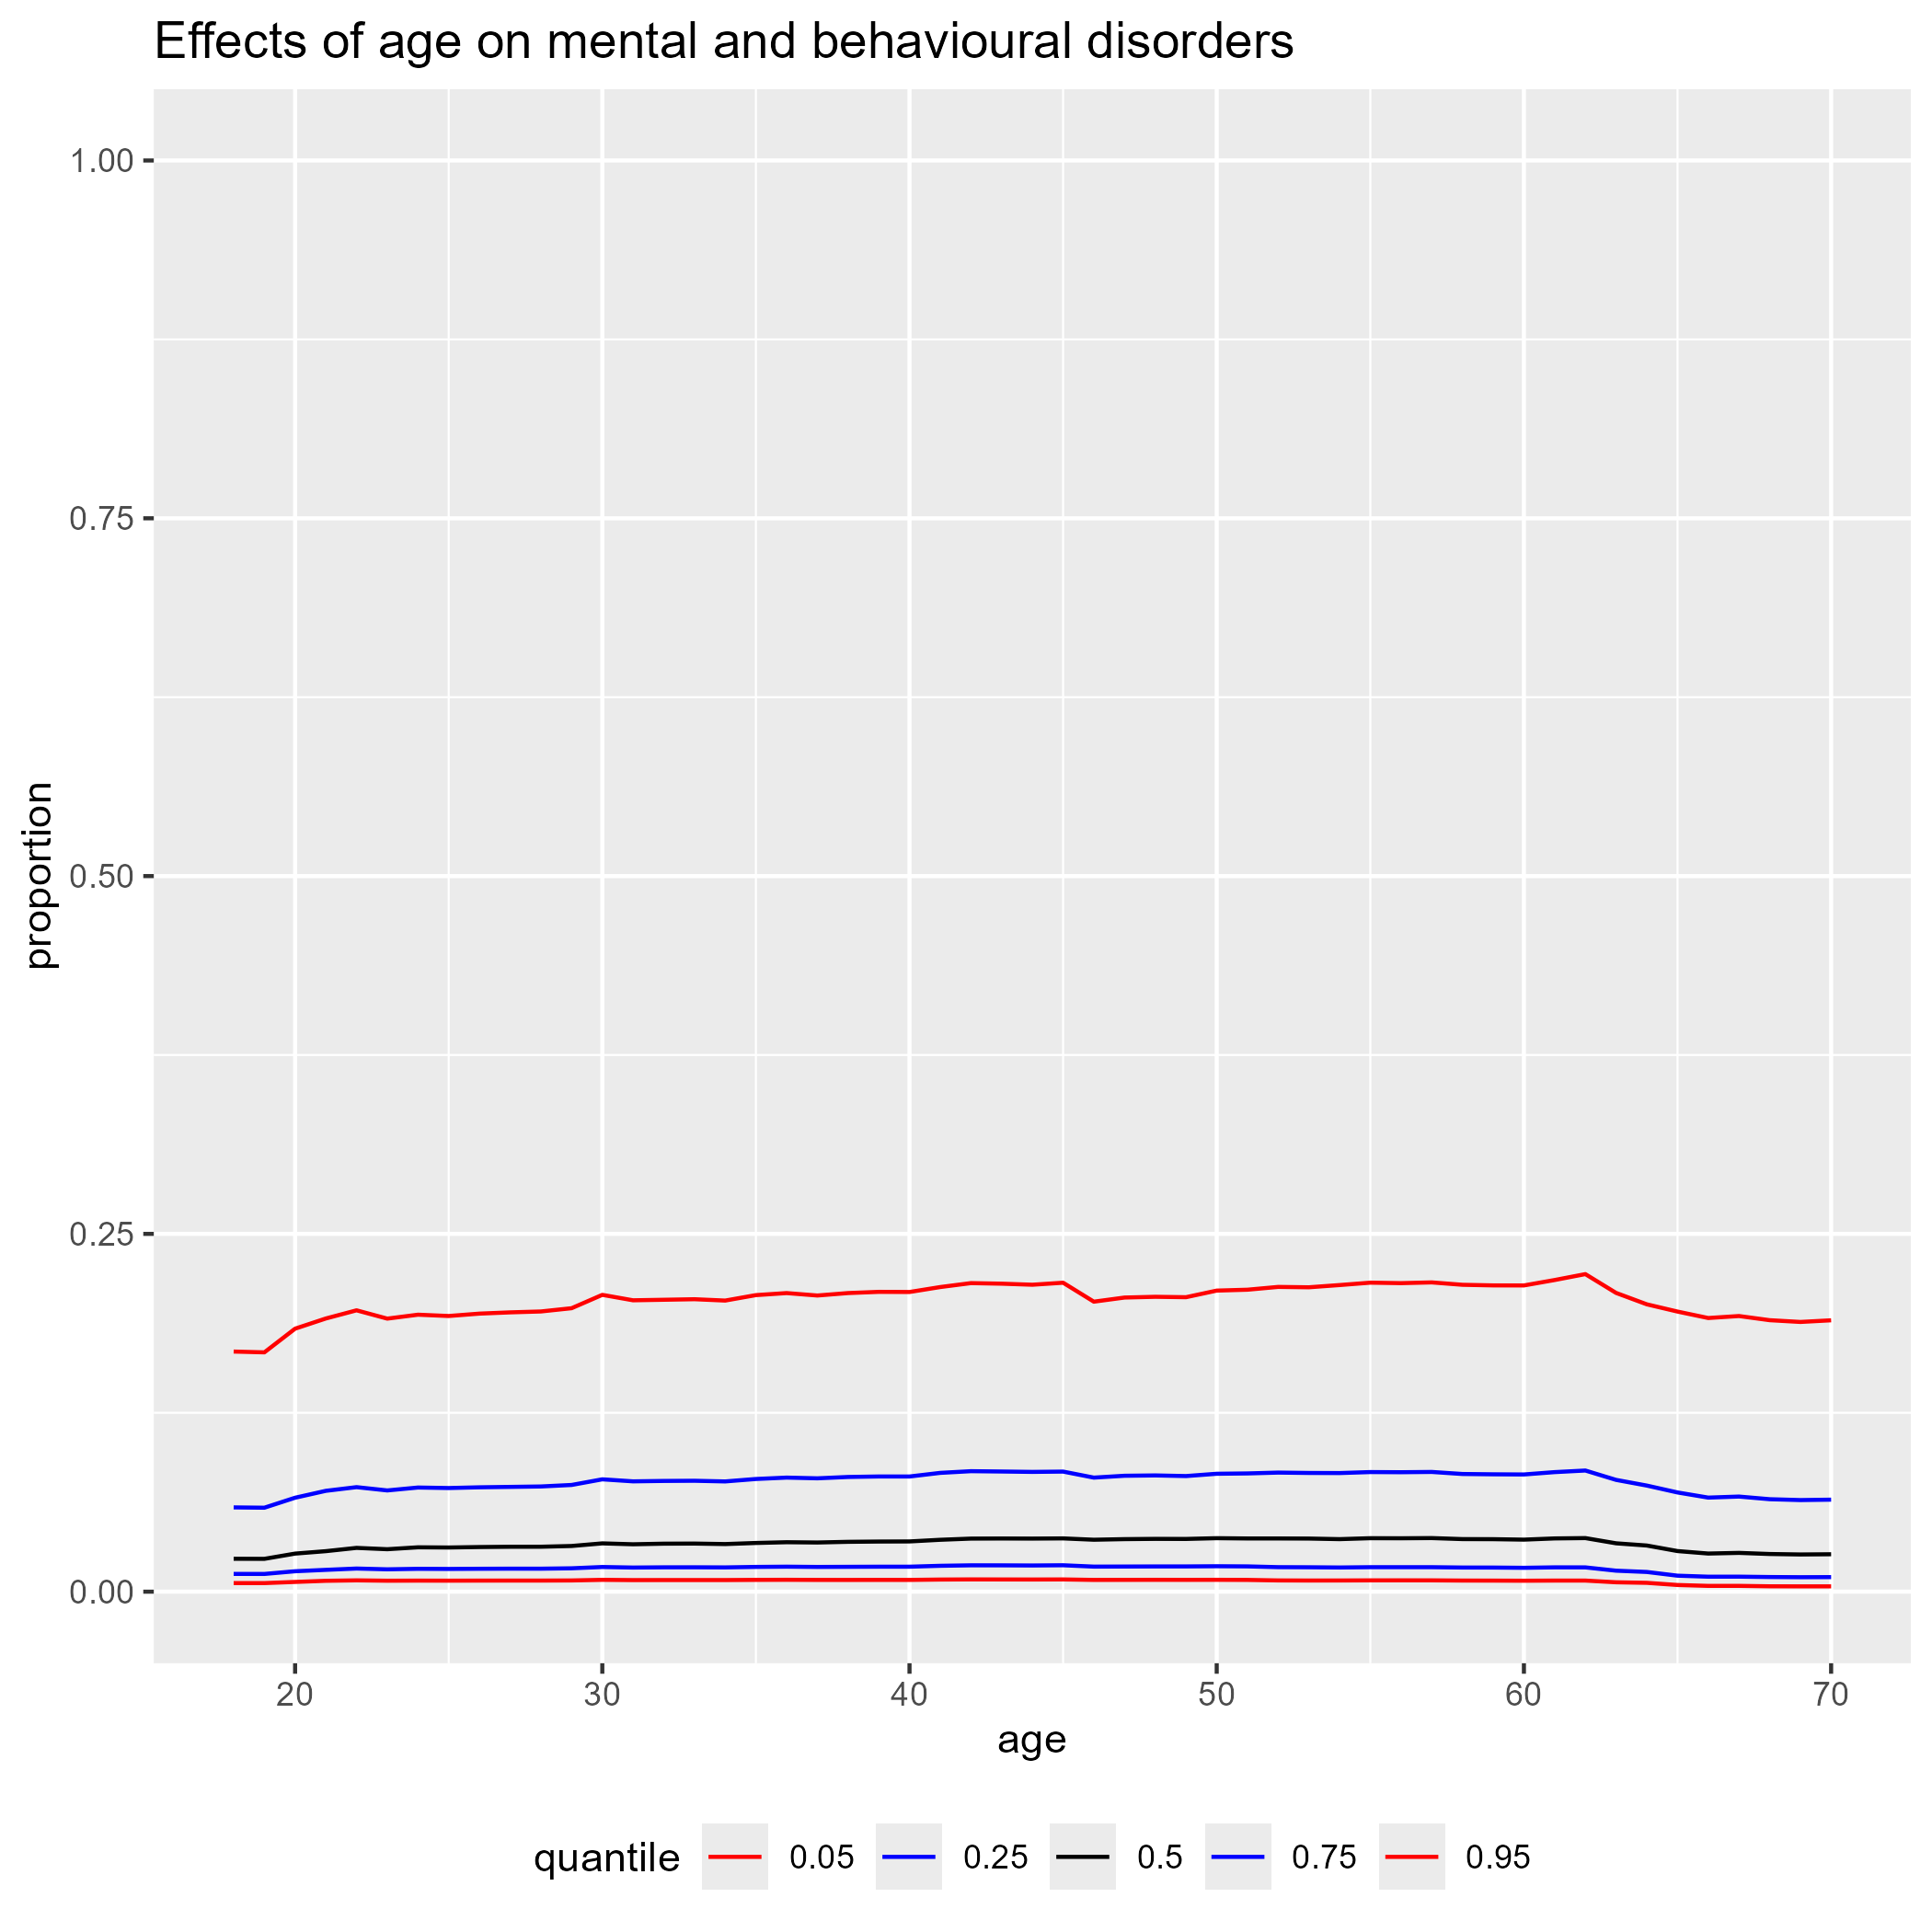 Effects of age on mental and behavioural disorders
1.00
0.75
0.50
0.25
0.00
proportion
20 30 40 50 60 70
age
quantile 0.05 0.25 0.5 0.75 0.95